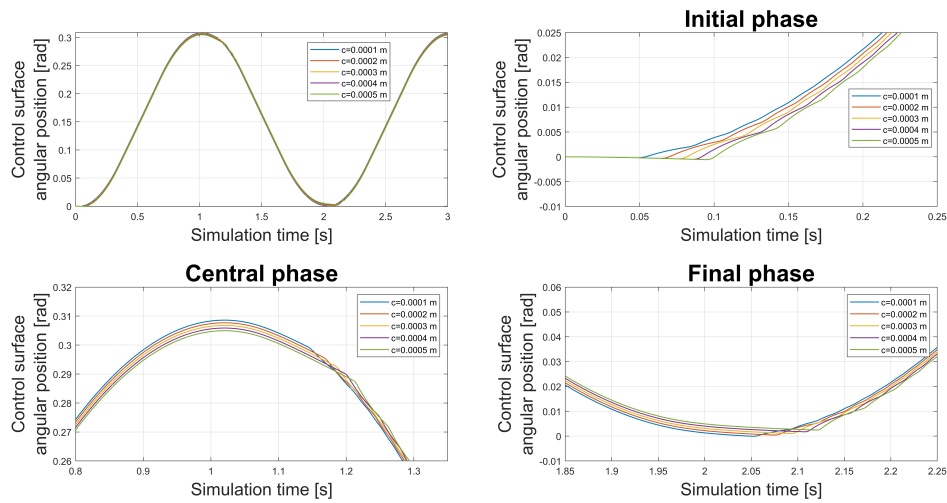 0.3
0.25
0.2
0.15
0.1
0.05
0
Control surface
angular position [rad]
c=0.0001 m
c=0.0002 m
c=0.0003 m
c=0.0004 m
c=0.0005 m
0 0.5 1 1.5 2 2.5 3
Simulation time [s]
Initial phase
0.025
0.02
0.015
0.01
0.005
0
-0.005
-0.01
Control surface
angular position [rad]
c=0.0001 m
c=0.0002 m
c=0.0003 m
c=0.0004 m
c=0.0005 m
0 0.05 0.1 0.15 0.2 0.25
Simulation time [s]
Central phase
0.32
0.31
0.3
0.29
0.28
0.27
0.26
Control surface
angular position [rad]
c=0.0001 m
c=0.0002 m
c=0.0003 m
c=0.0004 m
c=0.0005 m
0.8 0.9 1 1.1 1.2 1.3
Simulation time [s]
Final phase
0.06
0.05
0.04
0.03
0.02
0.01
0
-0.01
Control surface
angular position [rad]
c=0.0001 m
c=0.0002 m
c=0.0003 m
c=0.0004 m
c=0.0005 m
1.85 1.9 1.95 2 2.05 2.1 2.15 2.2 2.25
Simulation time [s]